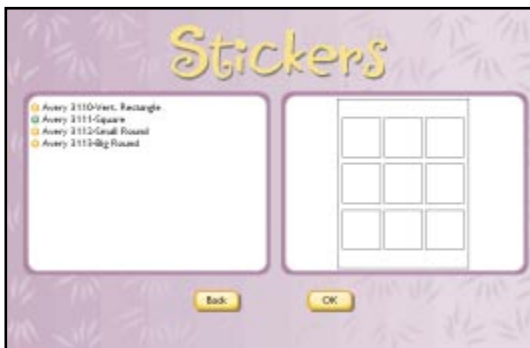 Stickers
Avery 3110-Vert. Rectangle
Avery 3111-Square
Avery 3112-Small Round
Avery 3113-Big Round
Back
OK